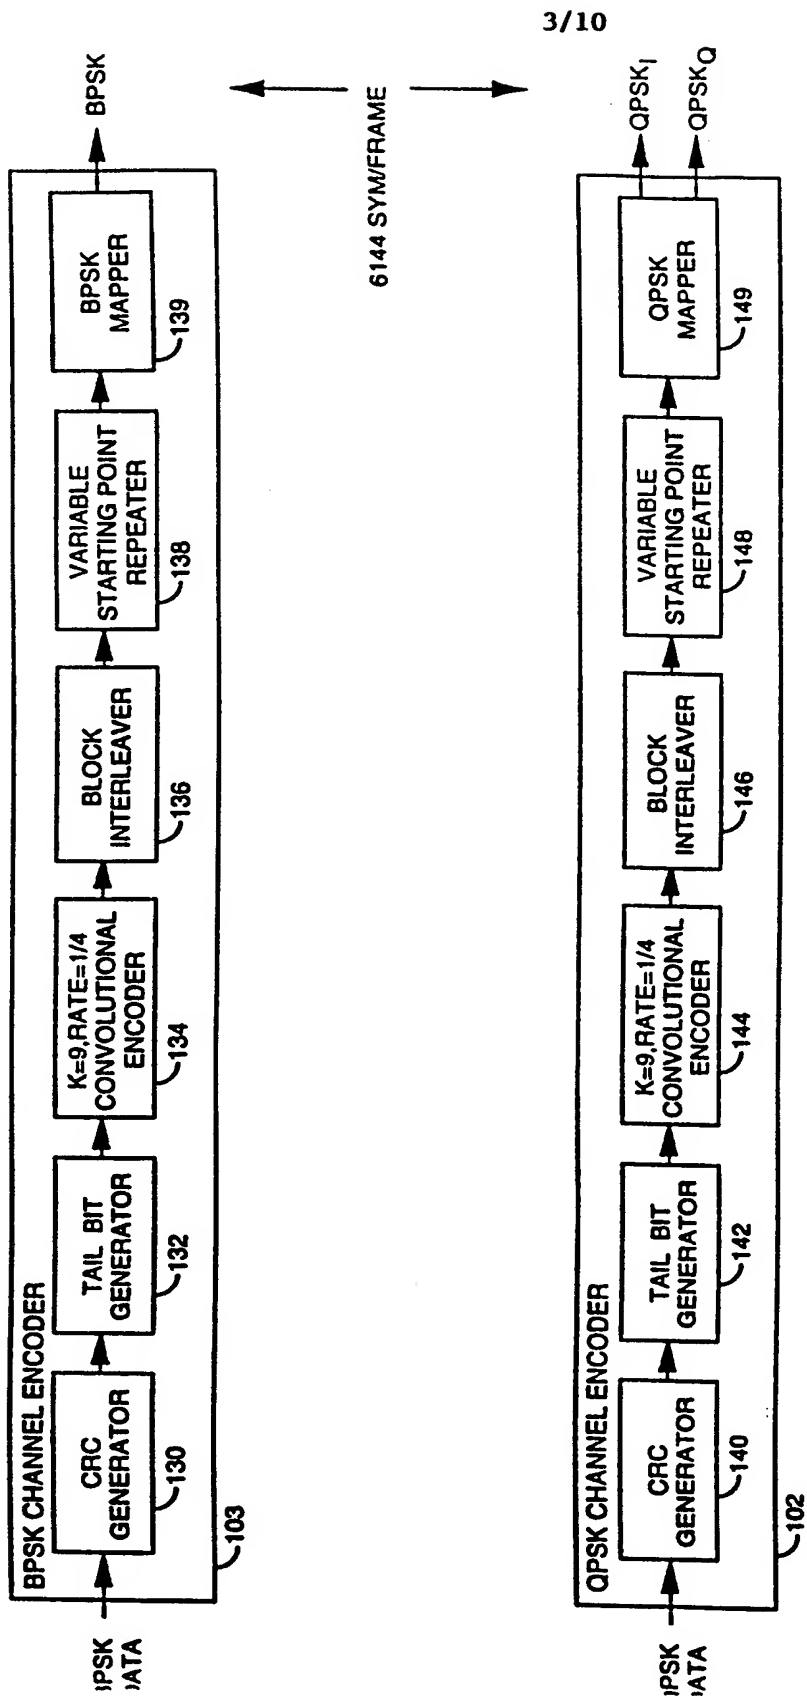 3/10
BPSK CHANNEL ENCODER
103
CRC
GENERATOR
130
TAIL BIT
GENERATOR
132
K=9,RATE=1/4
CONVOLUTIONAL
ENCODER
134
BLOCK
INTERLEAVER
136
VARIABLE
STARTING POINT
REPEATER
138
BPSK
MAPPER
139
BPSK
6144 SYM/FRAME
QPSK CHANNEL ENCODER
102
CRC
GENERATOR
140
TAIL BIT
GENERATOR
142
K=9,RATE=1/4
CONVOLUTIONAL
ENCODER
144
BLOCK
INTERLEAVER
146
VARIABLE
STARTING POINT
REPEATER
148
QPSK
MAPPER
149
QPSKI
QPSKQ